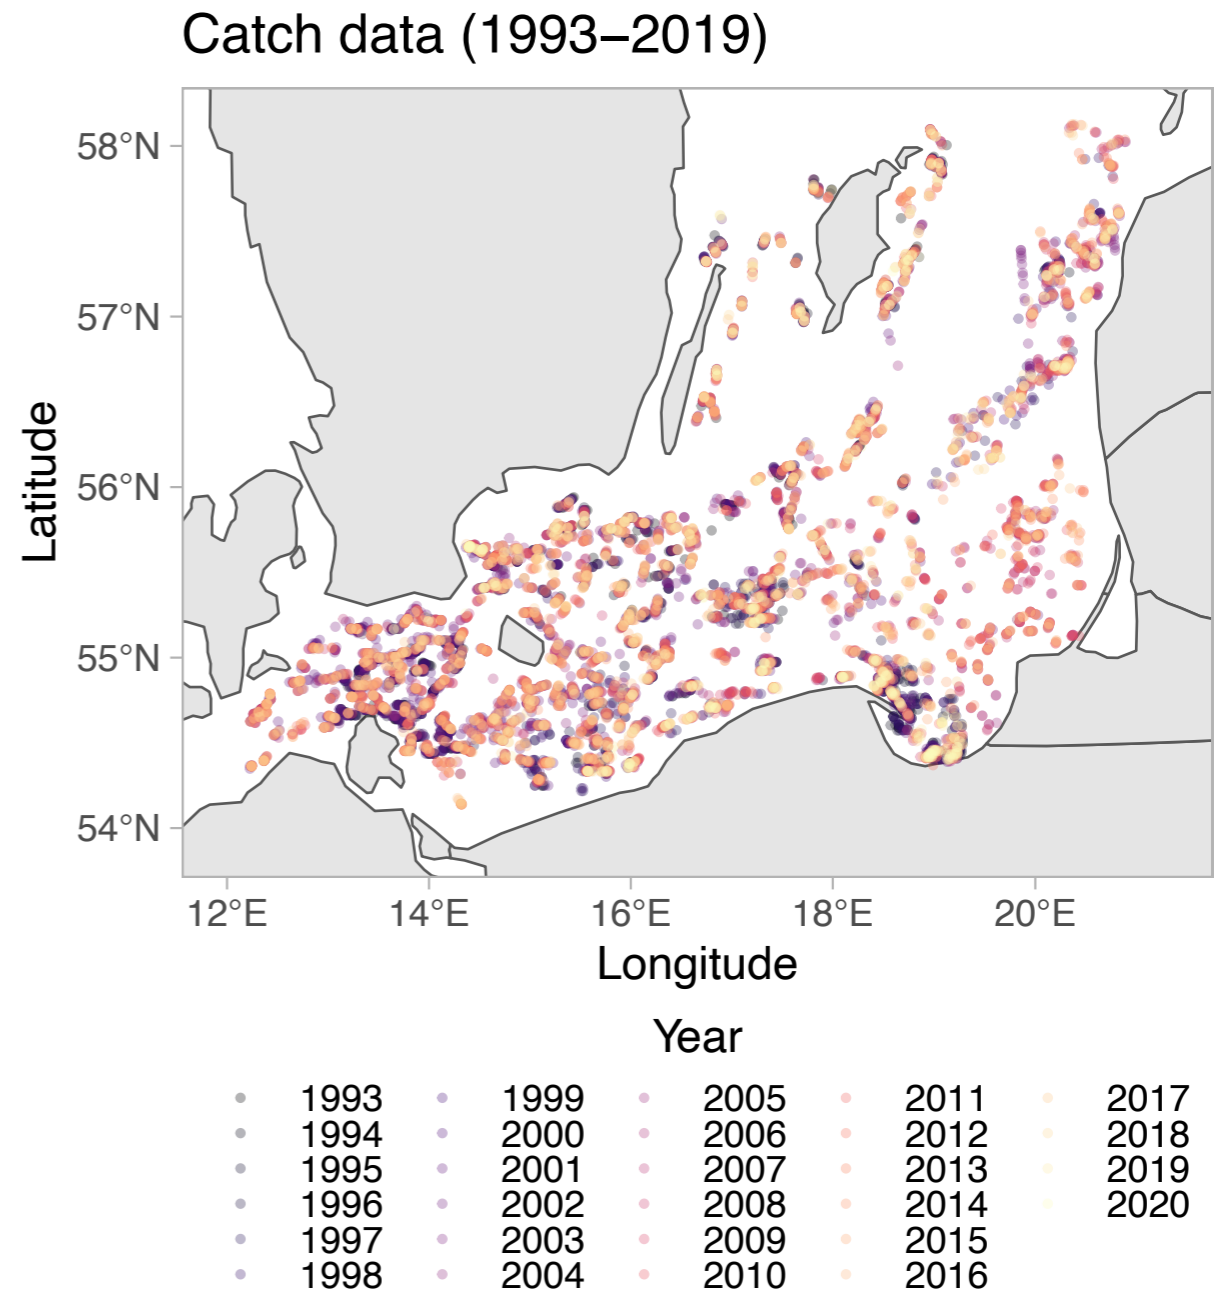 Catch data (1993–2019)
58°N
57°N
56°N
55°N
54°N
Latitude
12°E 14°E 16°E 18°E 20°E
Longitude
Year
1993 1999 2005 2011 2017
1994 2000 2006 2012 2018
1995 2001 2007 2013 2019
1996 2002 2008 2014 2020
1997 2003 2009 2015
1998 2004 2010 2016